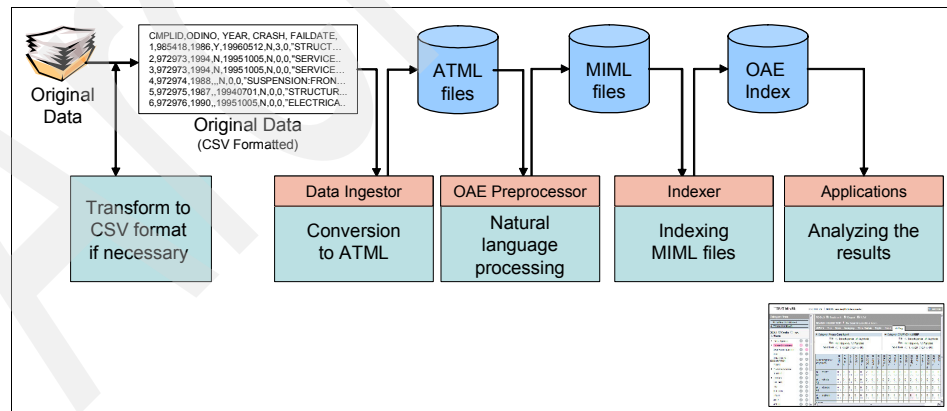 Original
Data
CMPLID,ODINO, YEAR, CRASH, FAILDATE,
1,985418,1986,Y,19960512,N,3,0,"STRUCT...
2,972973,1994,N,19951005,N,0,0,"SERVICE..
3,972973,1994,N,19951005,N,0,0,"SERVICE...
4,972974,1988,,,N,0,0,"SUSPENSION:FRON...
5,972975,1987,,19940701,N,0,0,"STRUCTUR...
6,972976,1990,,19951005,N,0,0,"ELECTRICA..
Original Data
(CSV Formatted)
ATML
files
MIML
files
OAE
Index
Transform to
CSV format
if necessary
Data Ingestor
Conversion
to ATML
OAE Preprocessor
Natural
language
processing
Indexer
Indexing
MIML files
Applications
Analyzing the
results